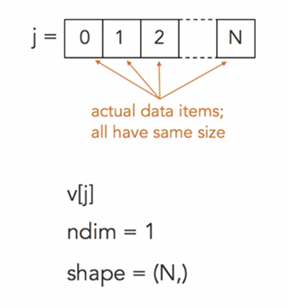 j = 0 1 2 N
actual data items;
all have same size
v[j]
ndim = 1
shape = (N,)